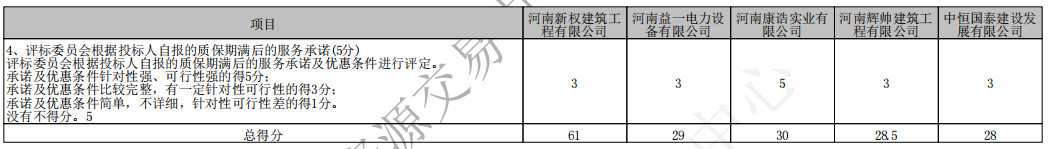 项目
河南新权建筑工
程有限公司
河南益一电力设
备有限公司
河南康浩实业有
限公司
河南辉帅建筑工
程有限公司
中恒国泰建设发
展有限公司
4、评标委员会根据投标人自报的质保期满后的服务承诺(5分)
评标委员会根据投标人自报的质保期满后的服务承诺及优惠条件进行评定。
承诺及优惠条件针对性强、可行性强的得5分；
承诺及优惠条件比较完整，有一定针对性可行性的得3分；
承诺及优惠条件简单，不详细，针对性可行性差的得1分。
没有不得分。5
3
3
5
3
3
总得分
61
29
30
28.5
28
源交易
中心